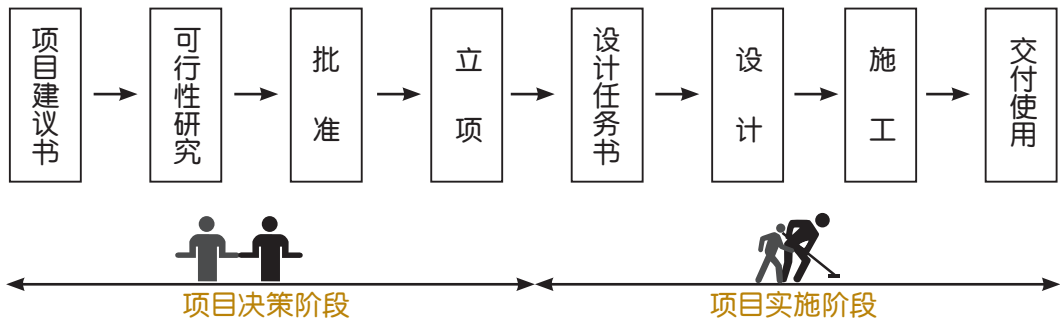 项目建议书
可行性研究
批准
立项
设计任务书
设计
施工
交付使用
项目决策阶段
项目实施阶段